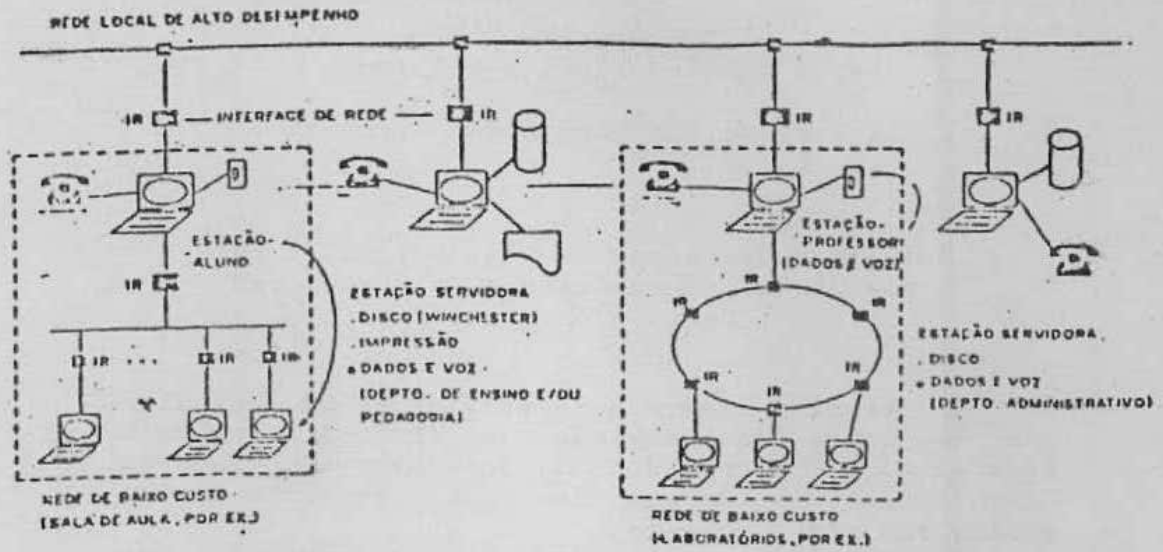 REDE LOCAL DE ALTO DESEMPENHO
IR
INTERFACE DE REDE
IR
IR
IR
ESTAÇÃO-
ALUNO
IR
IR
...
IR
IR
REDE DE BAIXO CUSTO
(SALA DE AULA, POR EX.)
ESTAÇÃO SERVIDORA
. DISCO (WINCHESTER)
. IMPRESSÃO
. DADOS E VOZ
(DEPTO. DE ENSINO E/OU
PEDAGOGIA)
ESTAÇÃO-
PROFESSOR
(DADOS E VOZ)
IR
IR
IR
IR
IR
IR
REDE DE BAIXO CUSTO
(LABORATÓRIOS, POR EX.)
ESTAÇÃO SERVIDORA
. DISCO
. DADOS E VOZ
(DEPTO. ADMINISTRATIVO)